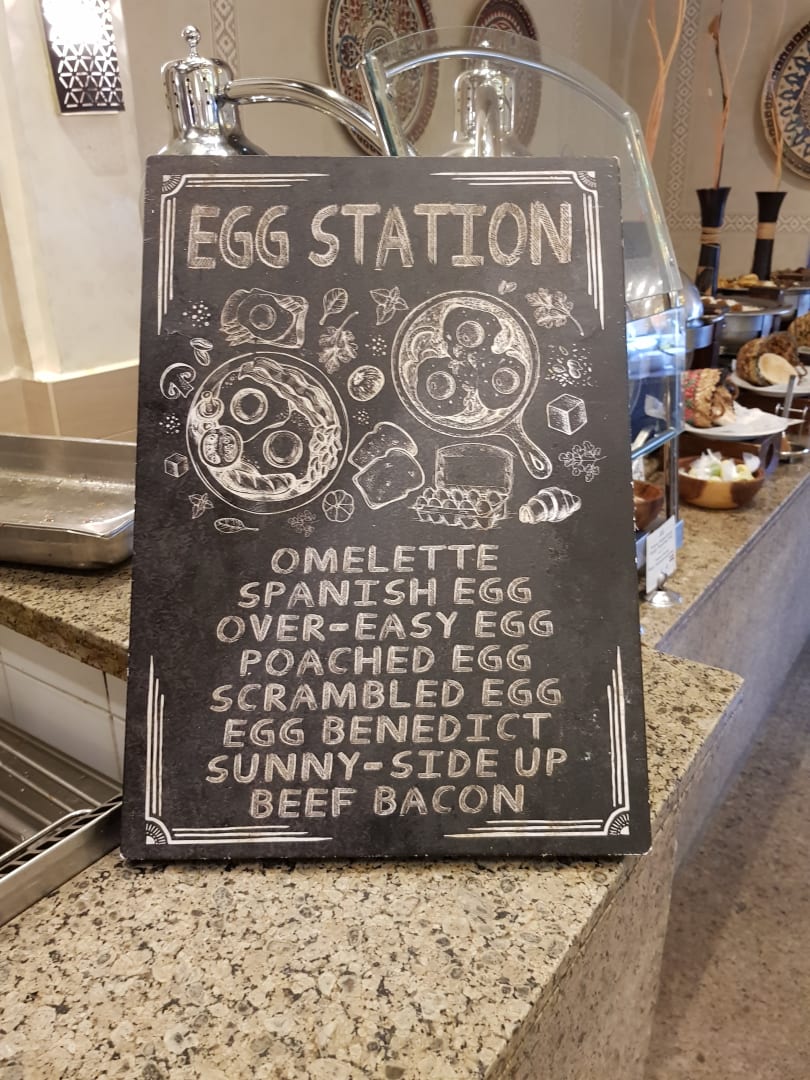 EGG STATION
OMELETTE
SPANISH EGG
OVER-EASY EGG
POACHED EGG
SCRAMBLED EGG
EGG BENEDICT
SUNNY-SIDE UP
BEEF BACON